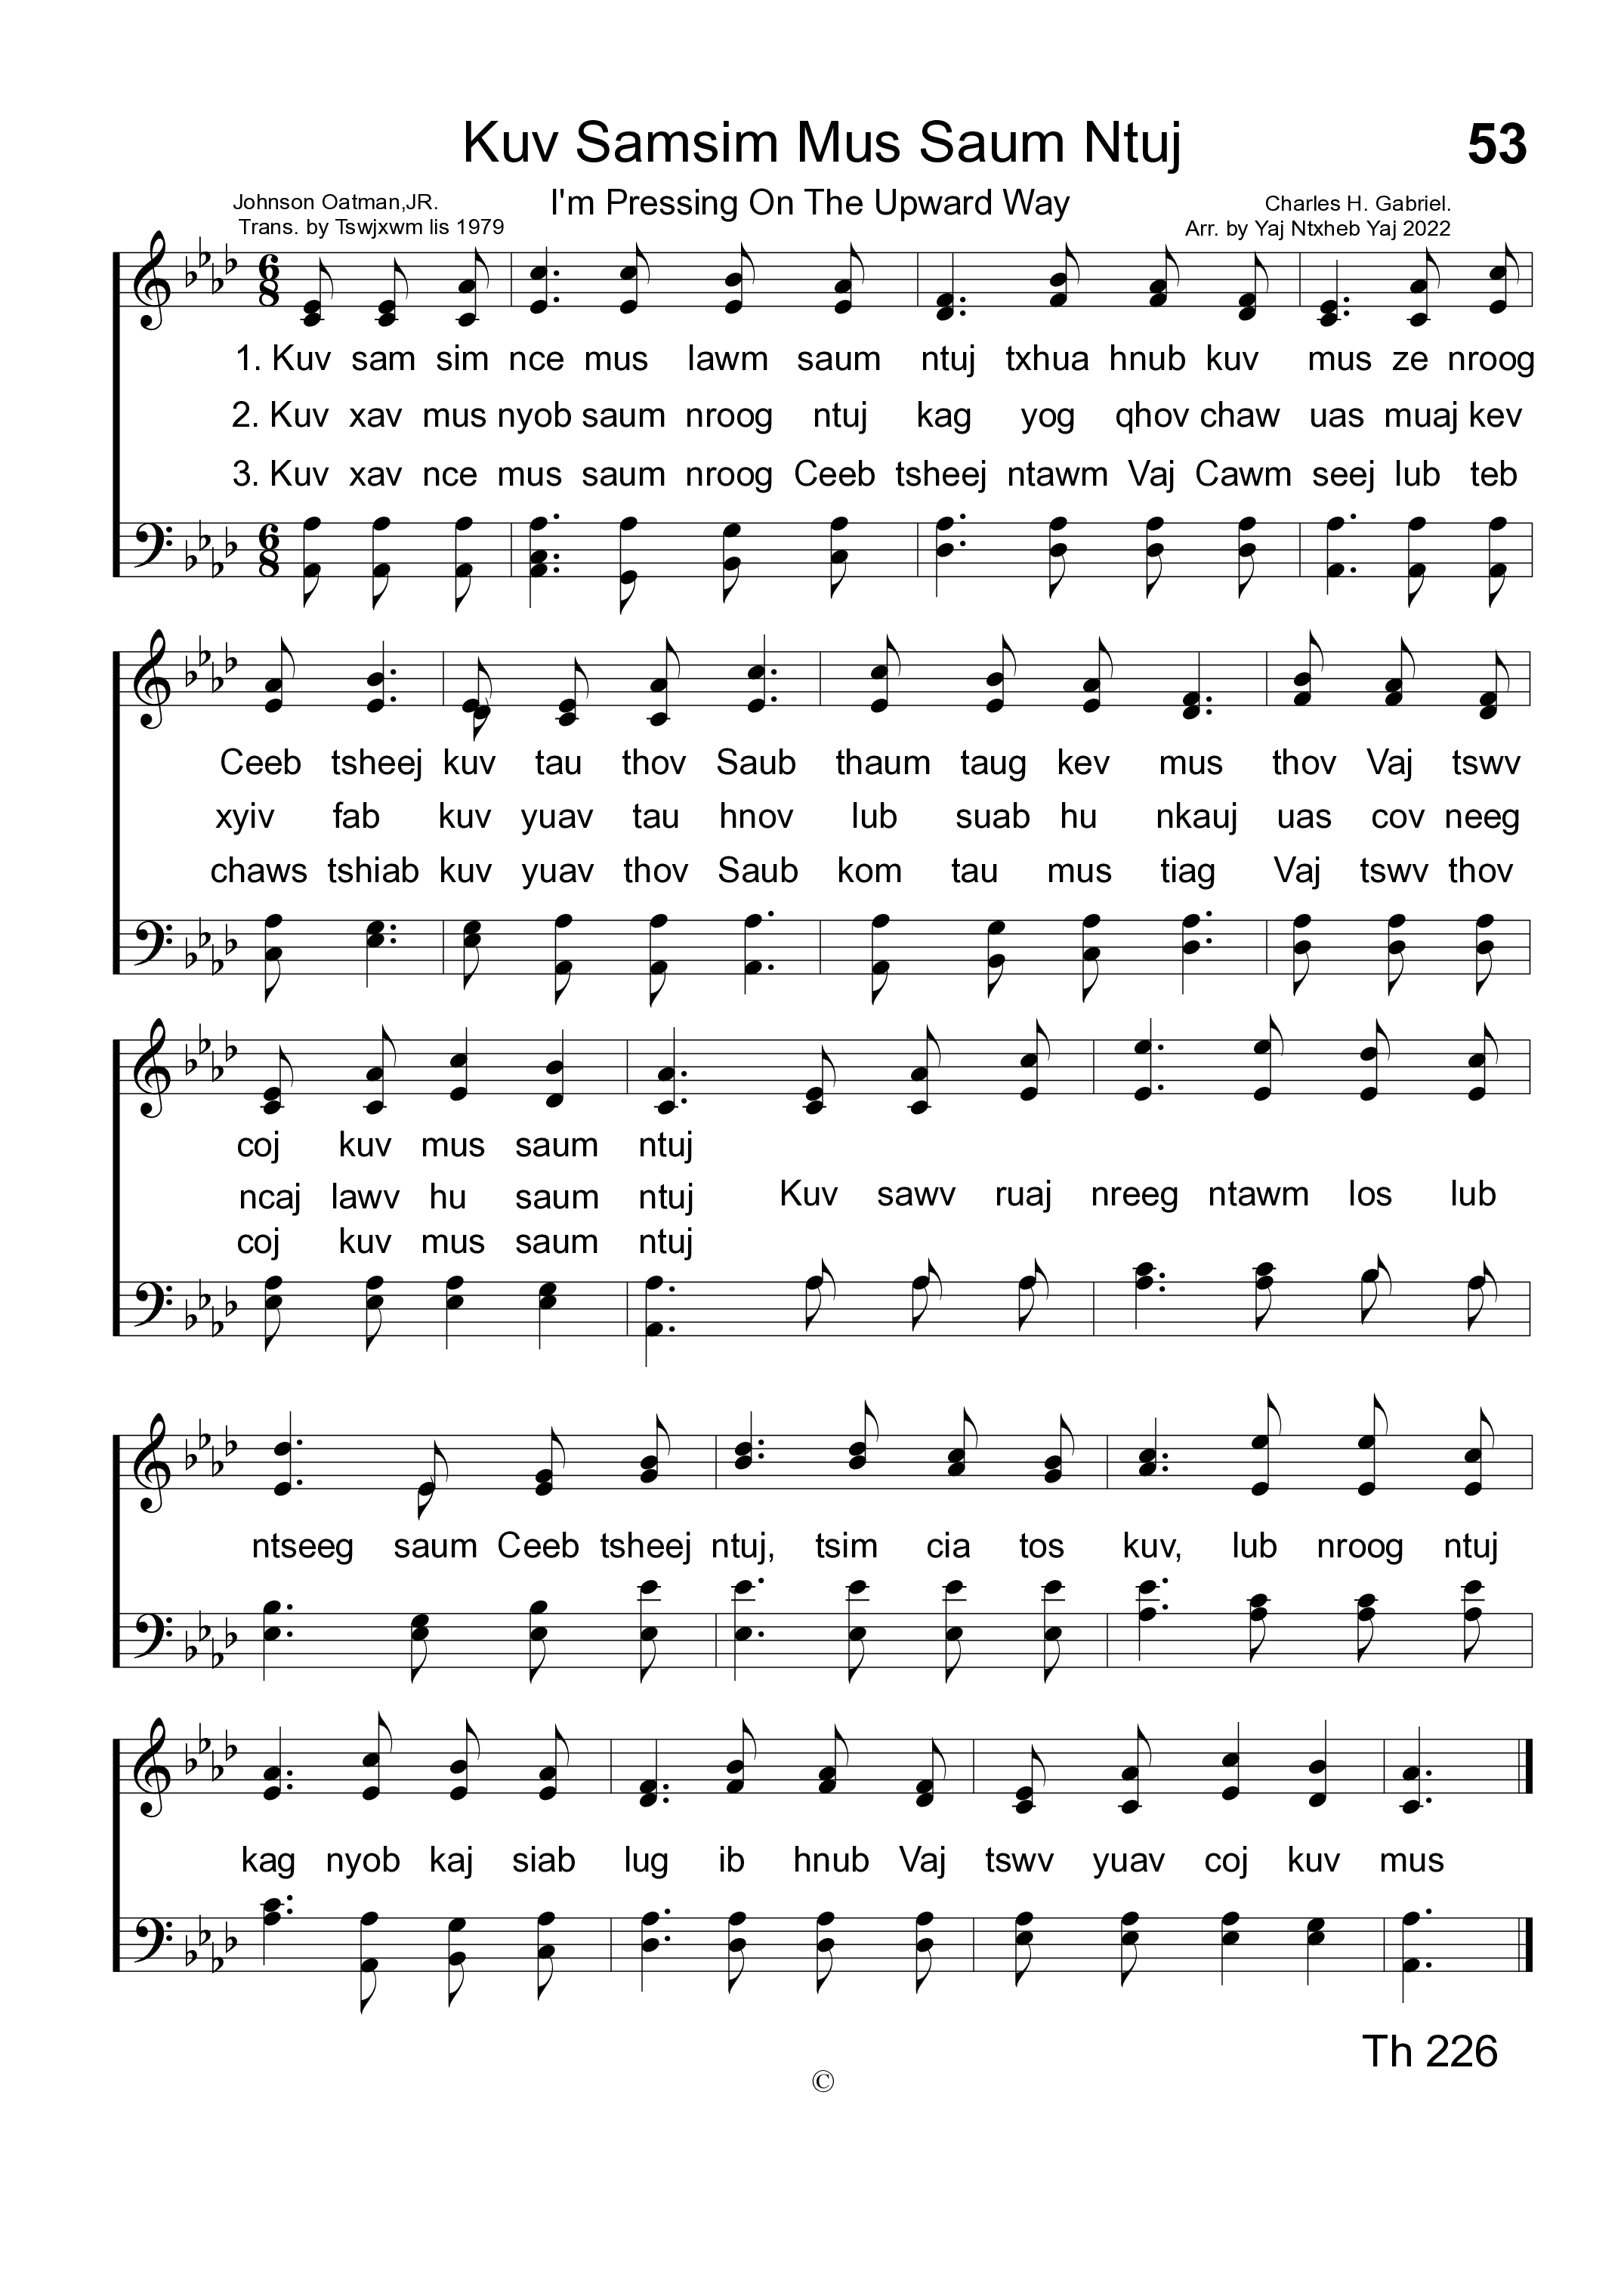 Kuv Samsim Mus Saum Ntuj
53
I'm Pressing On The Upward Way
Johnson Oatman,JR.
Trans. by Tswjxwm lis 1979
Charles H. Gabriel.
Arr. by Yaj Ntxheb Yaj 2022
6 8
1. Kuv sam sim nce mus lawm saum ntuj txhua hnub kuv mus ze nroog
2. Kuv xav mus nyob saum nroog ntuj kag yog qhov chaw uas muaj kev
3. Kuv xav nce mus saum nroog Ceeb tsheej ntawm Vaj Cawm seej lub teb
6 8
Ceeb tsheej kuv tau thov Saub thaum taug kev mus thov Vaj tswv
xyiv fab kuv yuav tau hnov lub suab hu nkauj uas cov neeg
chaws tshiab kuv yuav thov Saub kom tau mus tiag Vaj tswv thov
coj kuv mus saum ntuj
ncaj lawv hu saum ntuj Kuv sawv ruaj nreeg ntawm los lub
coj kuv mus saum ntuj
ntseeg saum Ceeb tsheej ntuj, tsim cia tos kuv, lub nroog ntuj
kag nyob kaj siab lug ib hnub Vaj tswv yuav coj kuv mus
Th 226
©